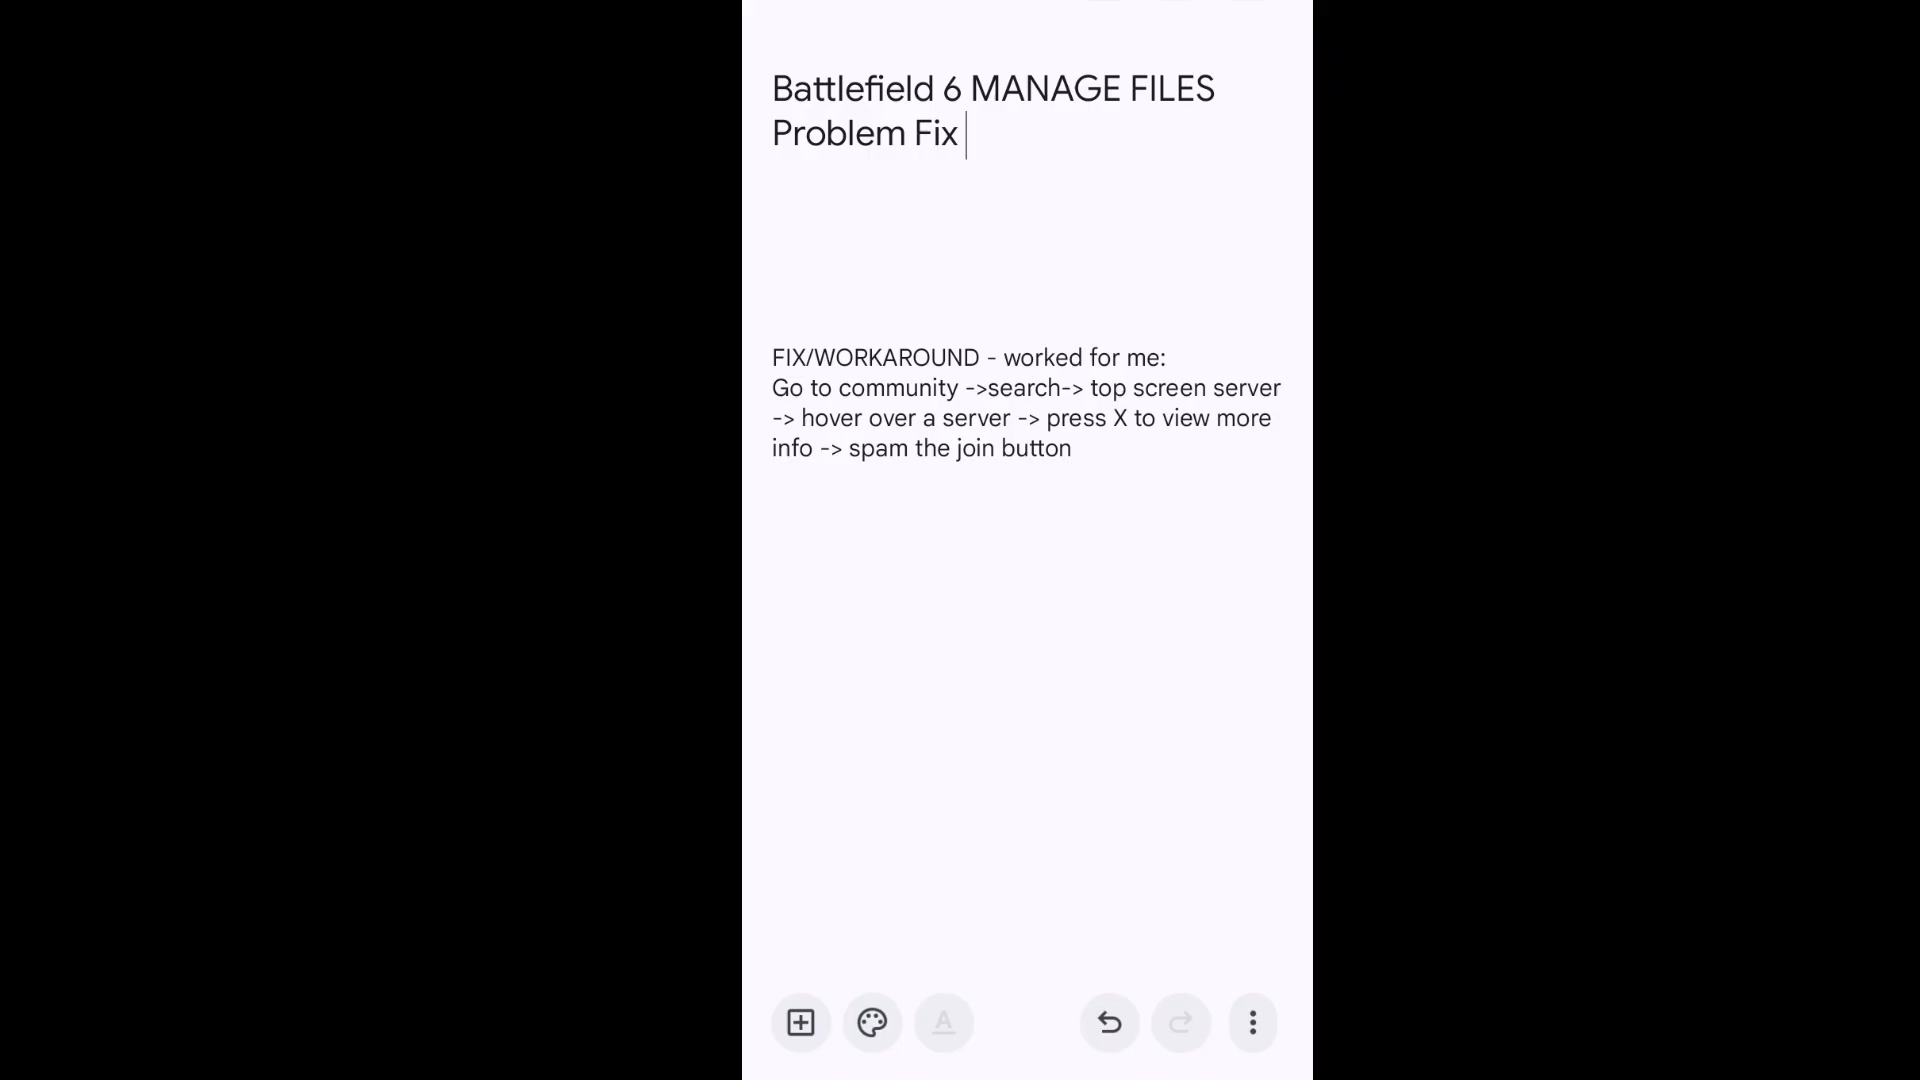 Battlefield 6 MANAGE FILES
Problem Fix
FIX/WORKAROUND - worked for me:
Go to community ->search-> top screen server
-> hover over a server -> press X to view more
info -> spam the join button
A